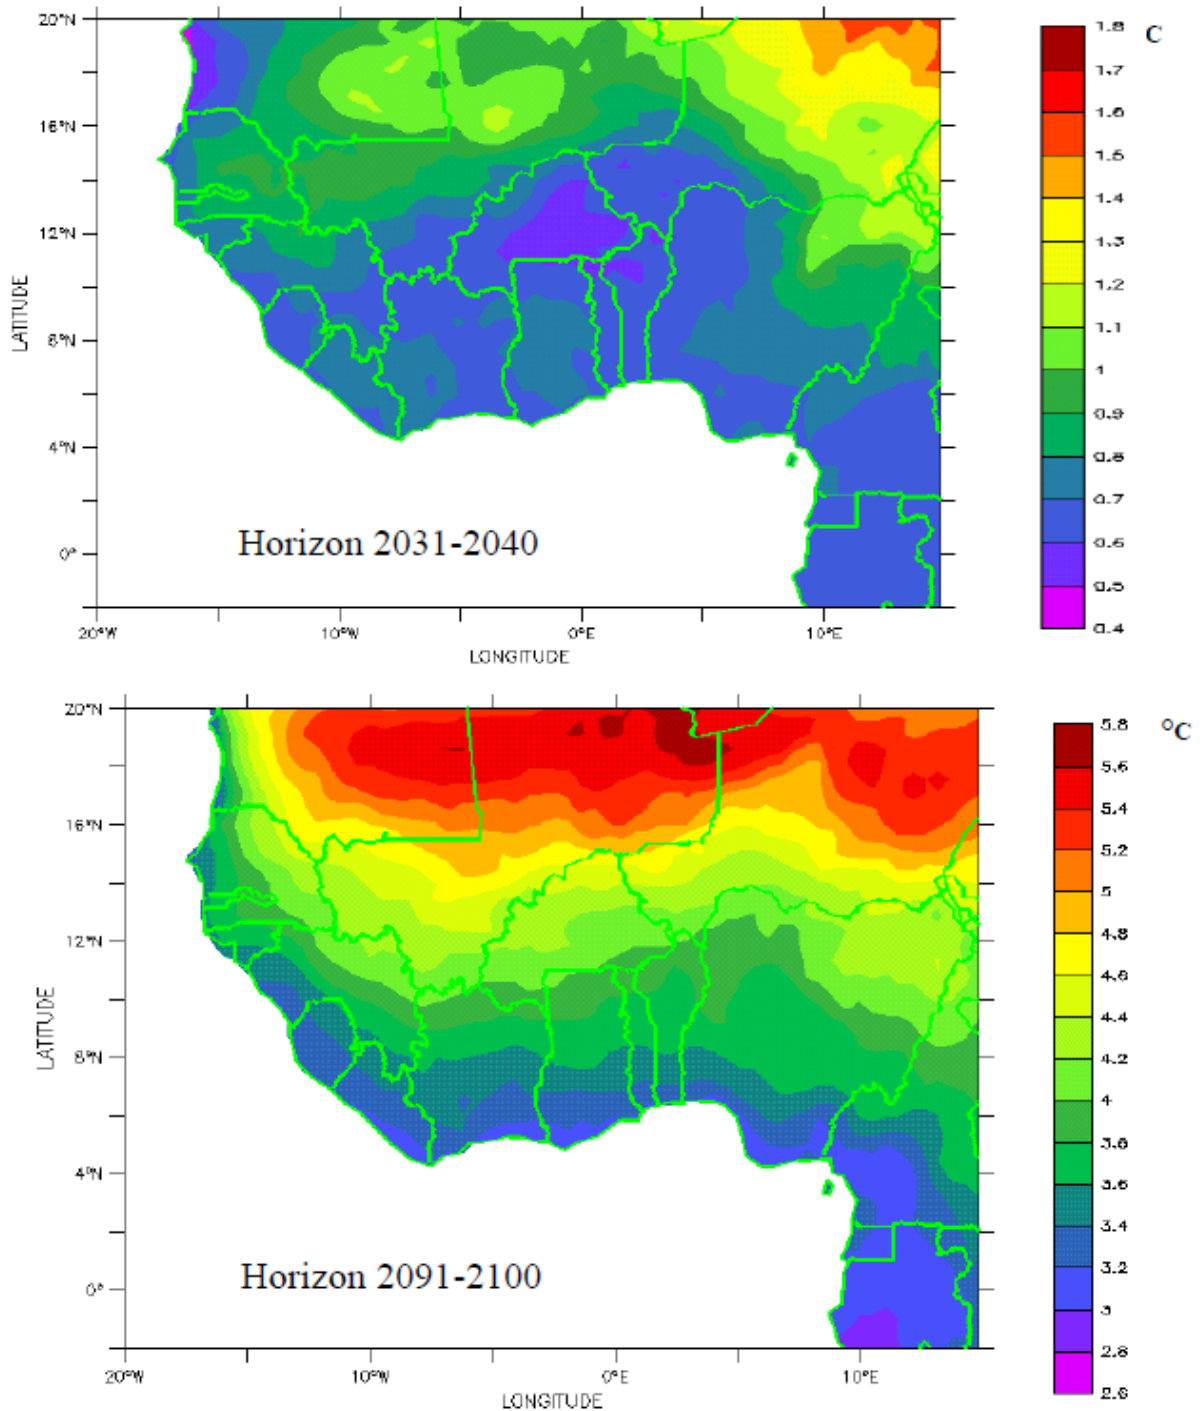 20°N
16°N
12°N
8°N
4°N
0°
LATITUDE
20°W
10°W
0°E
10°E
LONGITUDE
Horizon 2031-2040
1.8
C
1.7
1.6
1.5
1.4
1.3
1.2
1.1
1
0.9
0.8
0.7
0.6
0.5
0.4
20°N
16°N
12°N
8°N
4°N
0°
LATITUDE
20°W
10°W
0°E
10°E
LONGITUDE
Horizon 2091-2100
5.8
°C
5.6
5.4
5.2
5
4.8
4.6
4.4
4.2
4
3.8
3.6
3.4
3.2
3
2.8
2.6